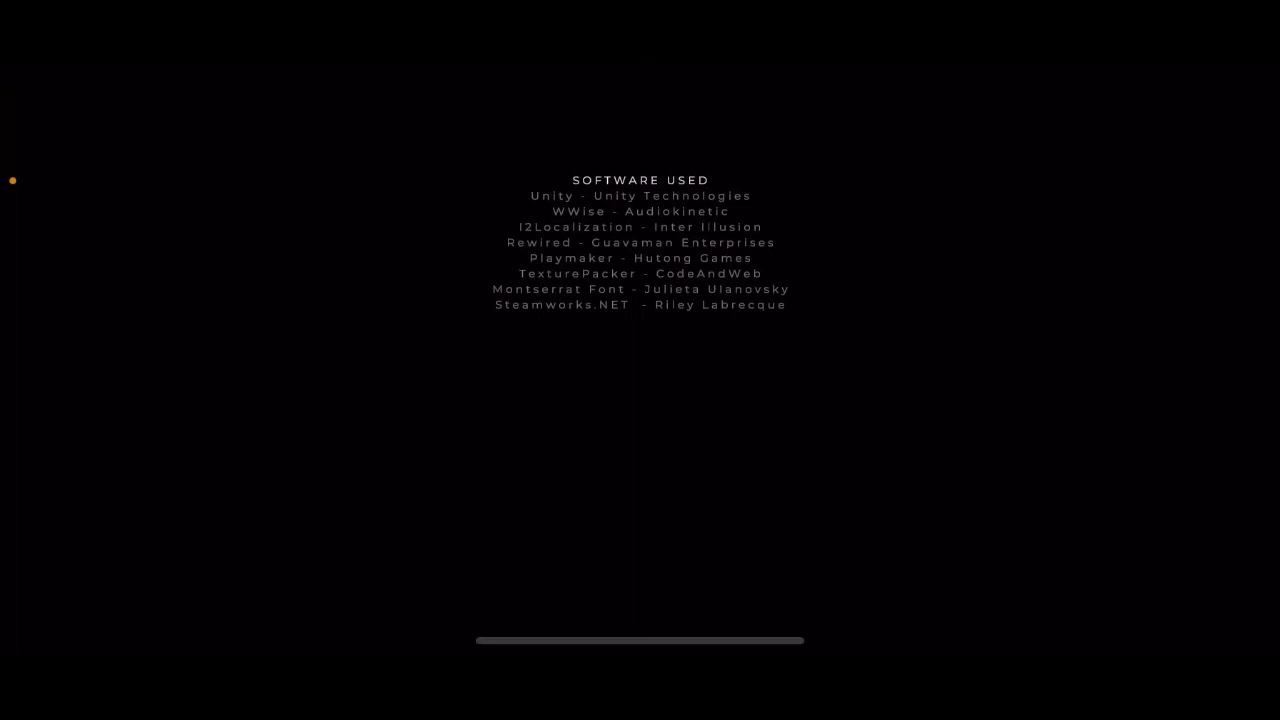 SOFTWARE USED
Unity - Unity Technologies
WWise - Audiokinetic
I2Localization - Inter Illusion
Rewired - Guavaman Enterprises
Playmaker - Hutong Games
TexturePacker - CodeAndWeb
Montserrat Font - Julieta Ulanovsky
Steamworks.NET  - Riley Labrecque